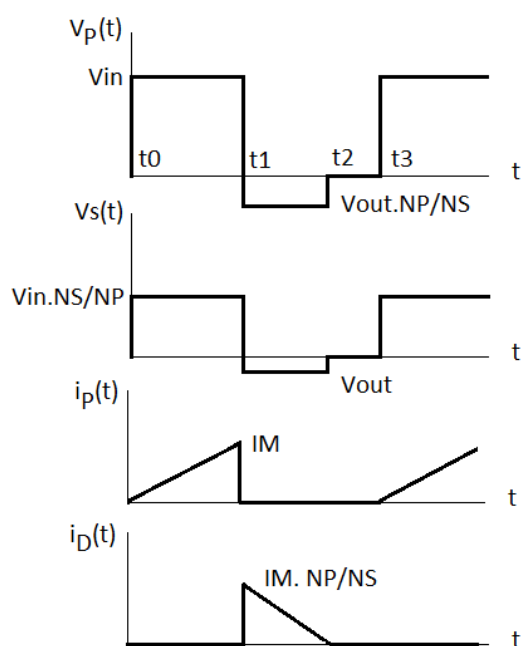 VP(t)
Vin
t0 t1 t2 t3
Vout.NP/NS t
Vs(t)
Vin.NS/NP
t
Vout
iP(t)
IM
t
iD(t)
IM. NP/NS
t